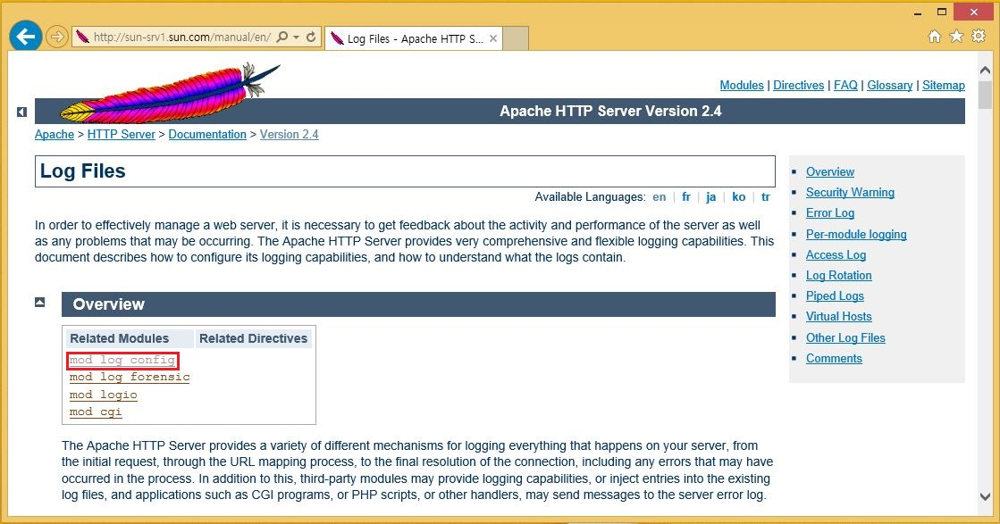 http://sun-srv1.sun.com/manual/en/
Log Files - Apache HTTP S...
Modules | Directives | FAQ | Glossary | Sitemap
Apache HTTP Server Version 2.4
Apache > HTTP Server > Documentation > Version 2.4
Log Files
Available Languages: en | fr | ja | ko | tr
In order to effectively manage a web server, it is necessary to get feedback about the activity and performance of the server as well
as any problems that may be occurring. The Apache HTTP Server provides very comprehensive and flexible logging capabilities. This
document describes how to configure its logging capabilities, and how to understand what the logs contain.
Overview
Related Modules Related Directives
mod_log_config
mod_log_forensic
mod_logio
mod_cgi
The Apache HTTP Server provides a variety of different mechanisms for logging everything that happens on your server, from
the initial request, through the URL mapping process, to the final resolution of the connection, including any errors that may have
occurred in the process. In addition to this, third-party modules may provide logging capabilities, or inject entries into the existing
log files, and applications such as CGI programs, or PHP scripts, or other handlers, may send messages to the server error log.
Overview
Security Warning
Error Log
Per-module logging
Access Log
Log Rotation
Piped Logs
Virtual Hosts
Other Log Files
Comments